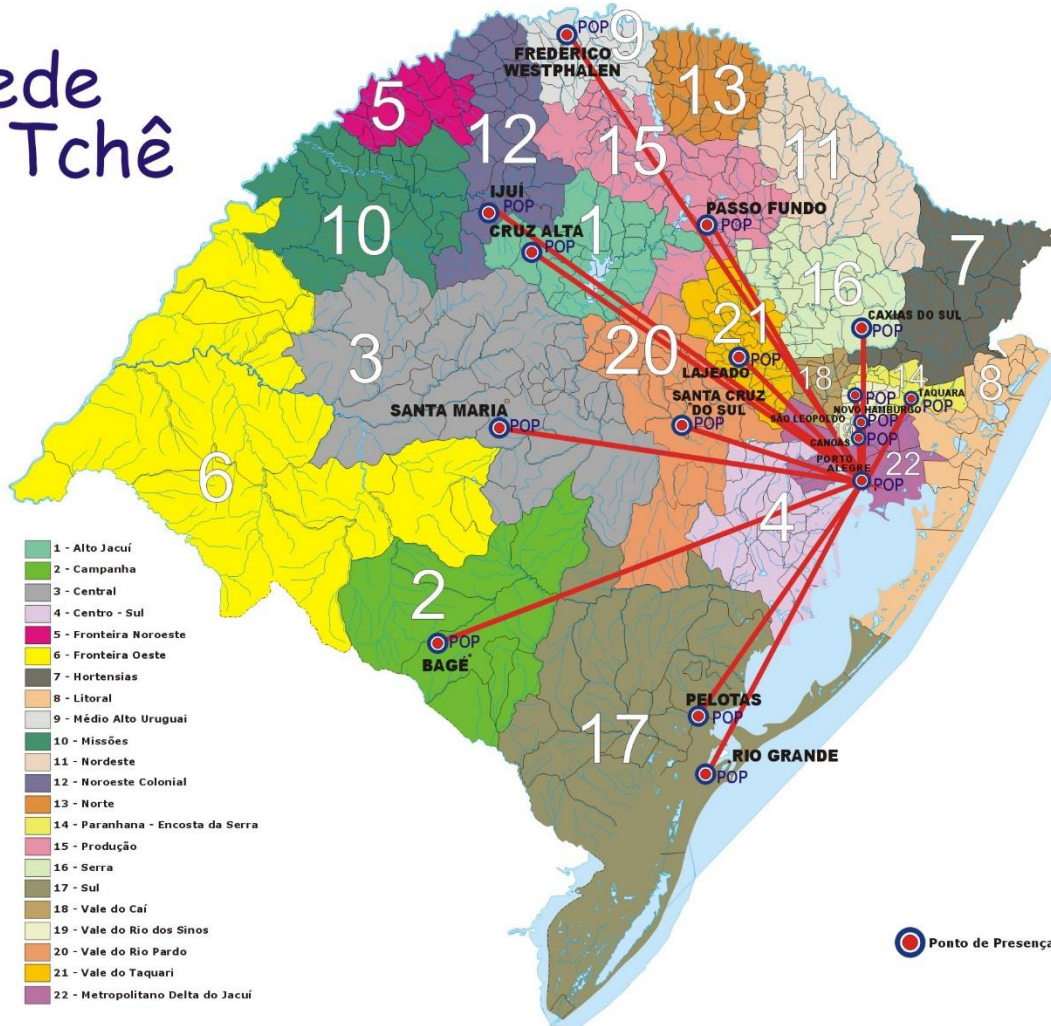 ede
Tchê
POP
9
FREDERICO
WESTPHALEN
13
5
12
15
11
IJUÍ
POP
PASSO FUNDO
POP
10
CRUZ ALTA
POP
1
7
16
CAXIAS DO SUL
POP
21
20
3
POP
LAJEADO
18
14
8
TAQUARA
POP
POP
SANTA CRUZ
DO SUL
POP
NOVO HAMBURGO
SÃO LEOPOLDO
POP
SANTA MARIA
POP
19
CANOAS
POP
PORTO
ALEGRE
POP
22
6
4
2
POP
BAGÉ
PELOTAS
POP
17
RIO GRANDE
POP
1 - Alto Jacuí
2 - Campanha
3 - Central
4 - Centro - Sul
5 - Fronteira Noroeste
6 - Fronteira Oeste
7 - Hortensias
8 - Litoral
9 - Médio Alto Uruguai
10 - Missões
11 - Nordeste
12 - Noroeste Colonial
13 - Norte
14 - Paranhana - Encosta da Serra
15 - Produção
16 - Serra
17 - Sul
18 - Vale do Caí
19 - Vale do Rio dos Sinos
20 - Vale do Rio Pardo
21 - Vale do Taquari
22 - Metropolitano Delta do Jacuí
Ponto de Presença